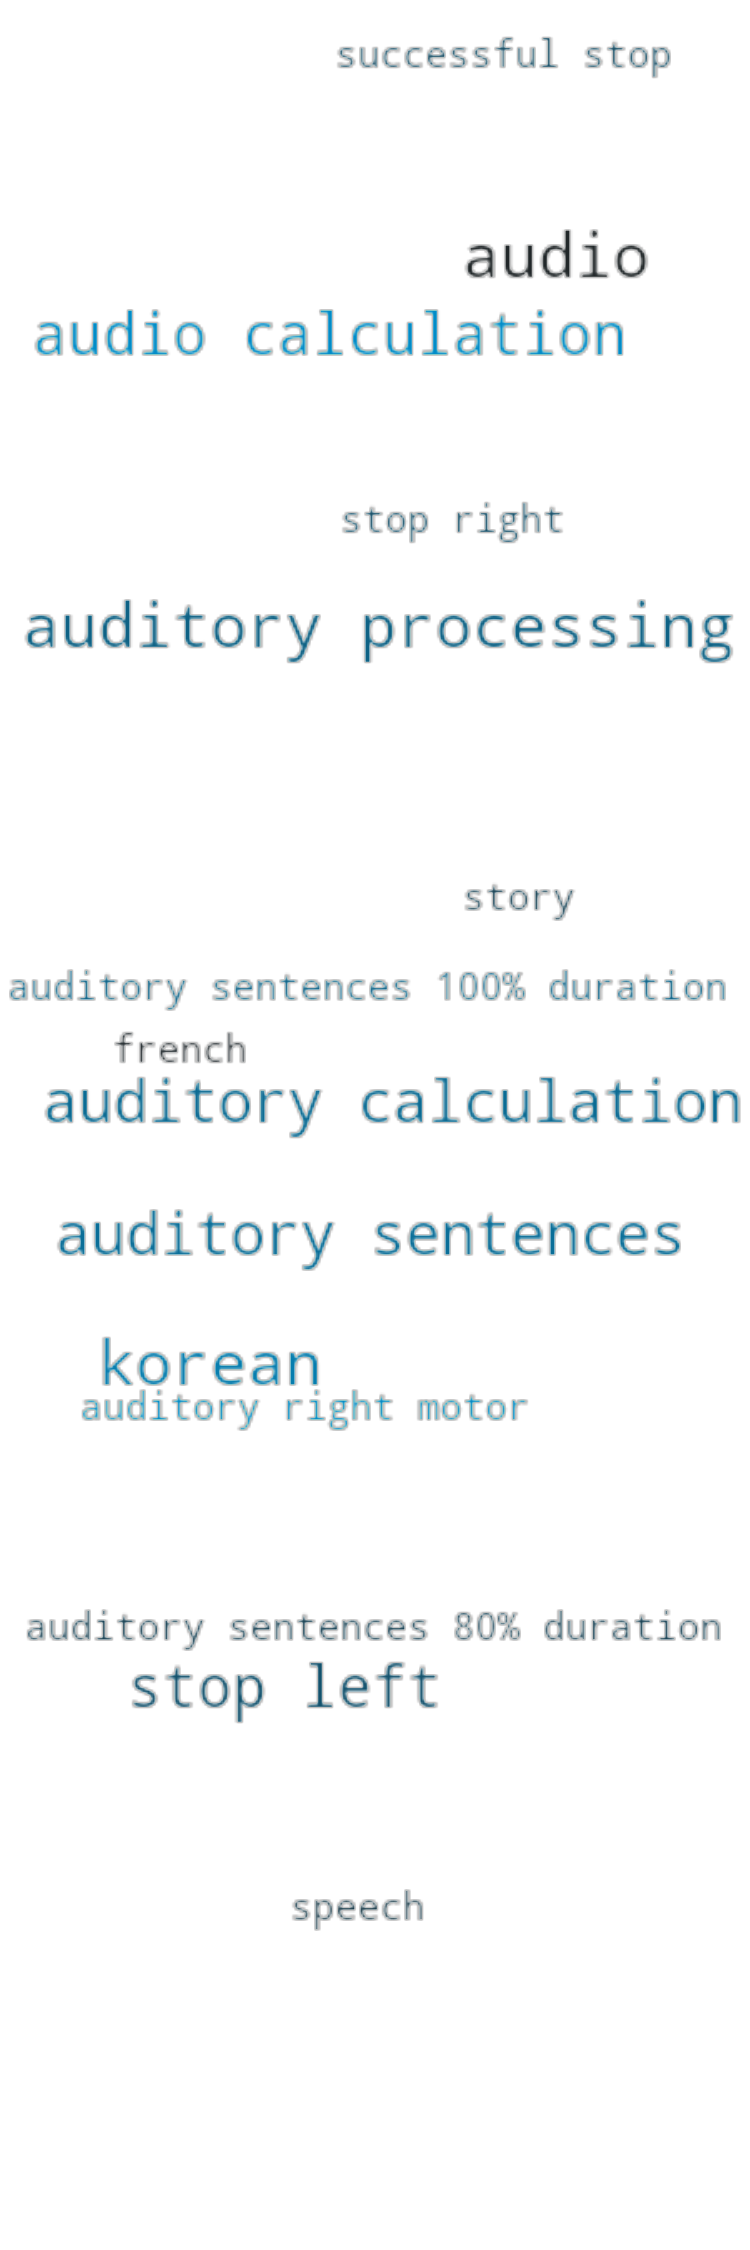 successful stop
audio
audio calculation
stop right
auditory processing
story
auditory sentences 100% duration
french
auditory calculation
auditory sentences
korean
auditory right motor
auditory sentences 80% duration
stop left
speech